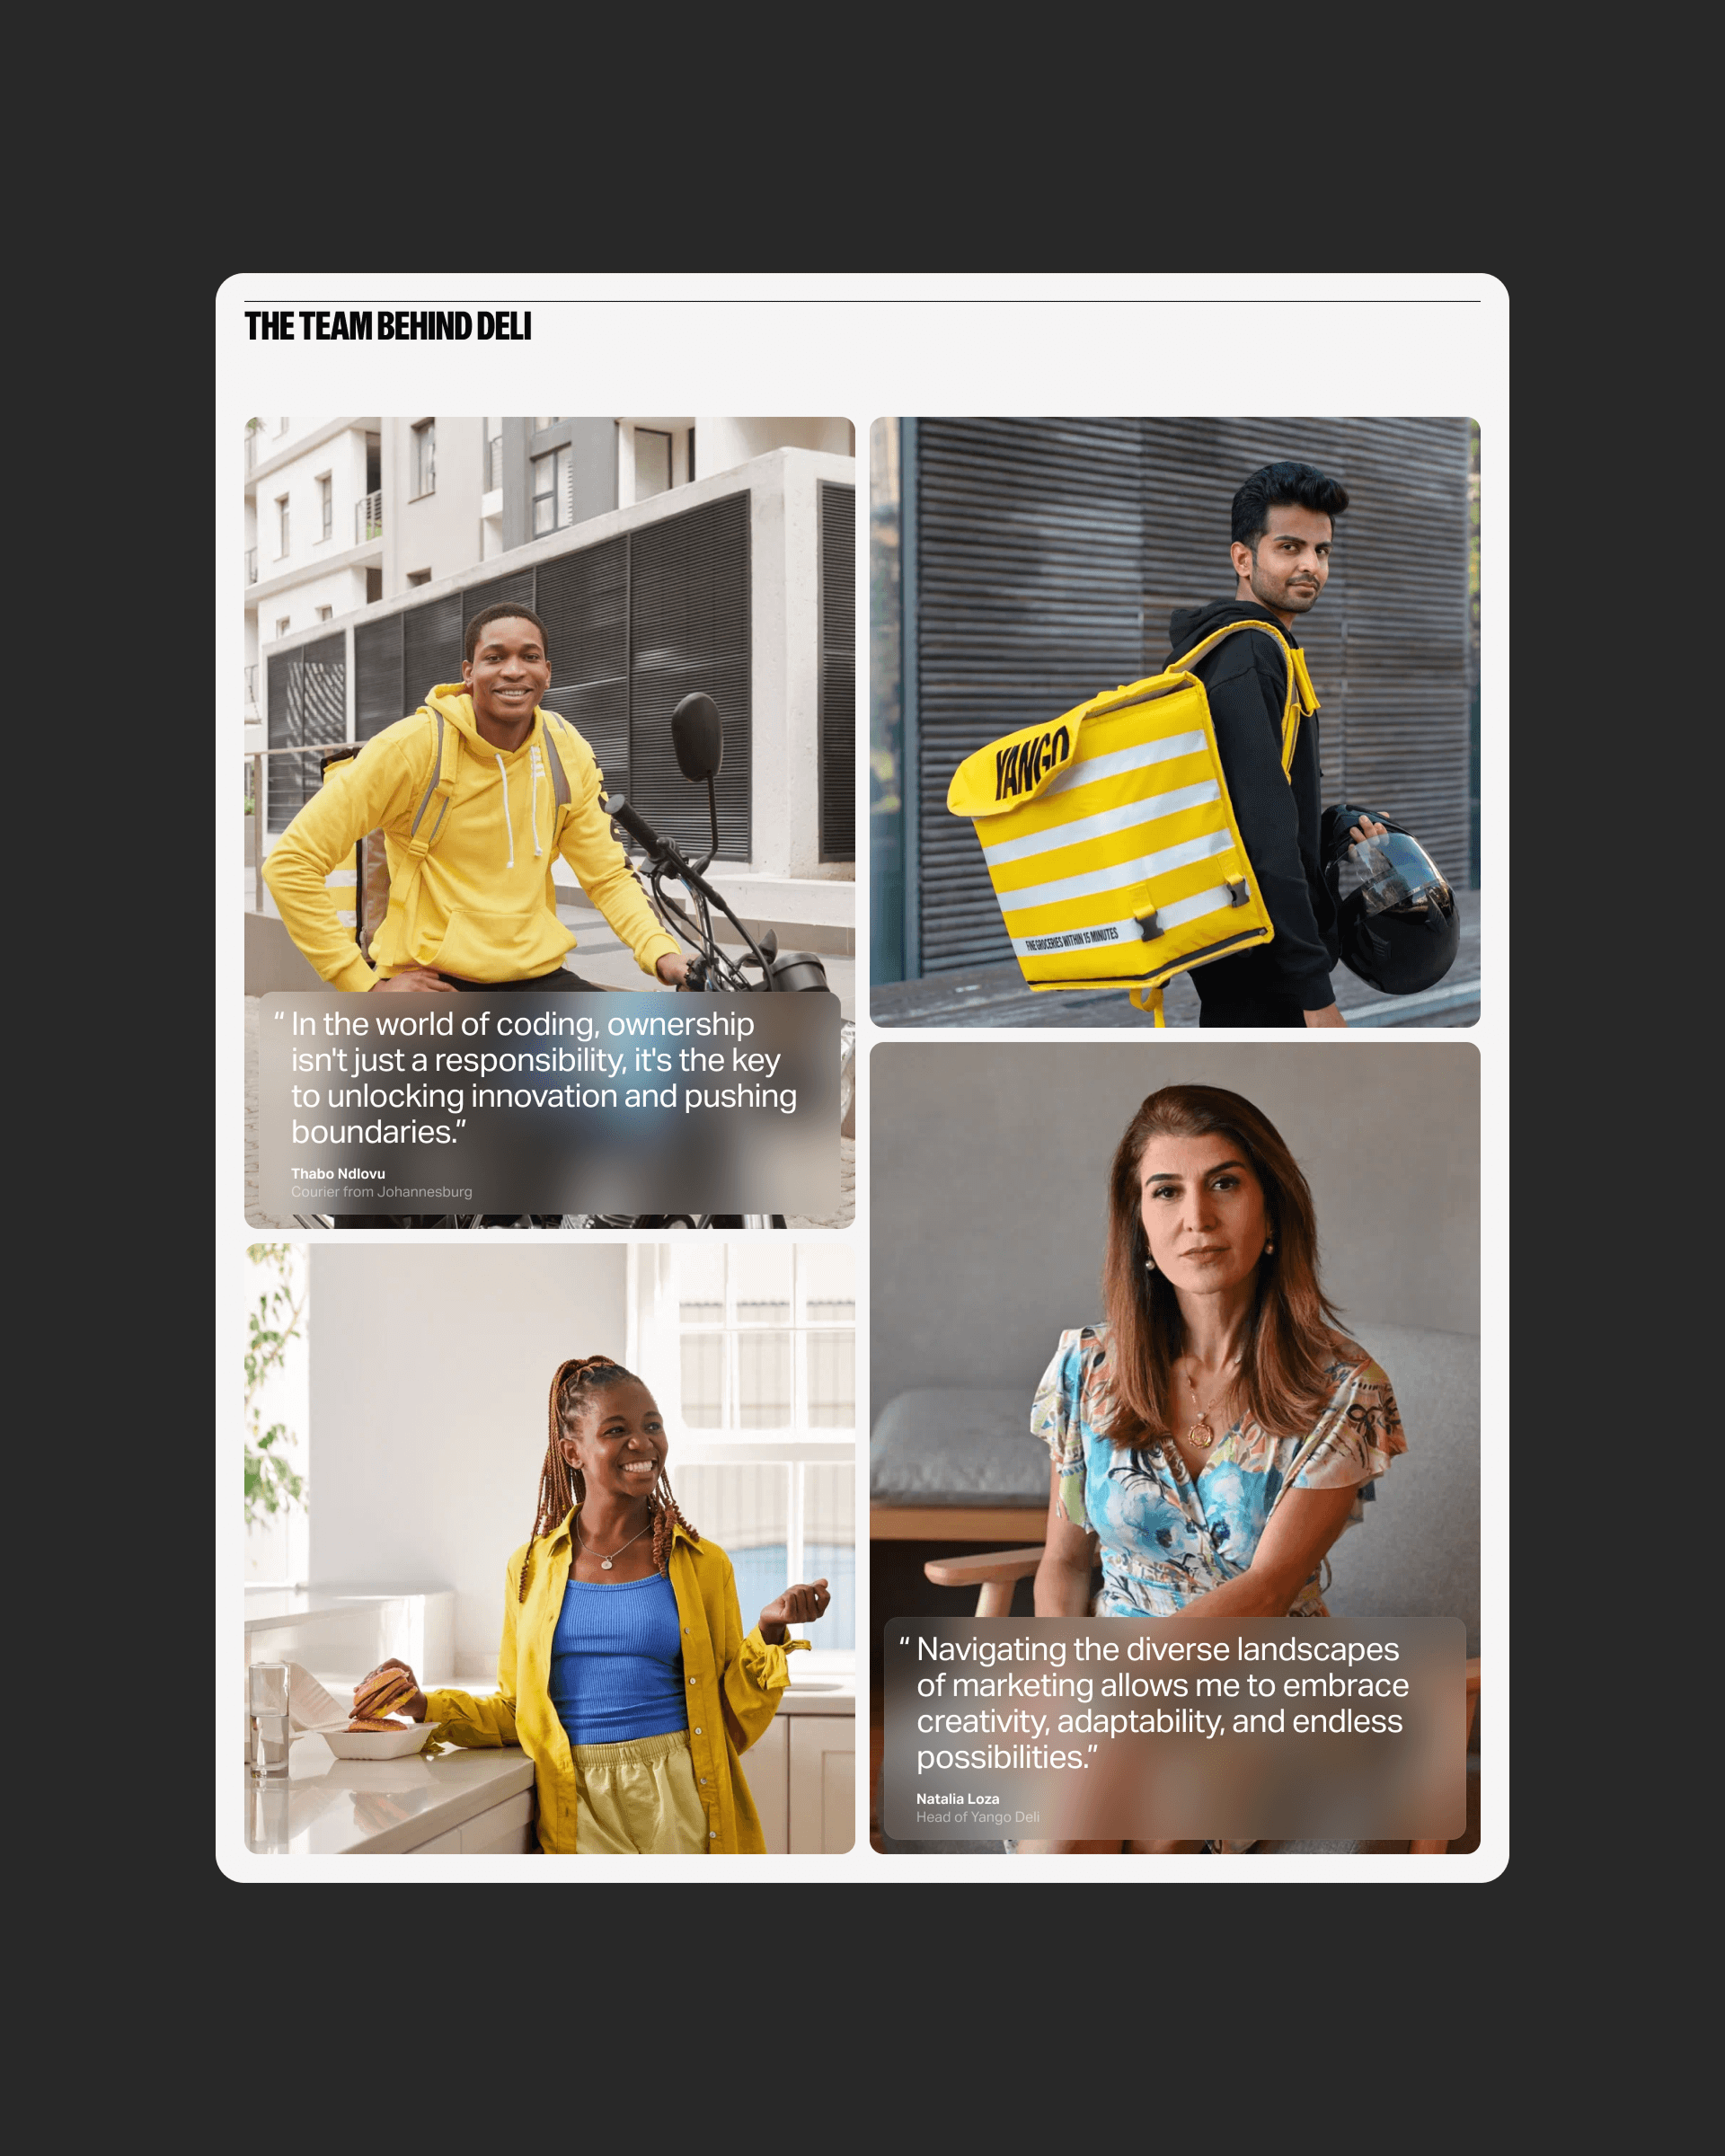 THE TEAM BEHIND DELI
“ In the world of coding, ownership
isn't just a responsibility, it's the key
to unlocking innovation and pushing
boundaries.”
Thabo Ndlovu
Courier from Johannesburg
YANGO
FINE GROCERIES WITHIN 15 MINUTES
“ Navigating the diverse landscapes
of marketing allows me to embrace
creativity, adaptability, and endless
possibilities.”
Natalia Loza
Head of Yango Deli